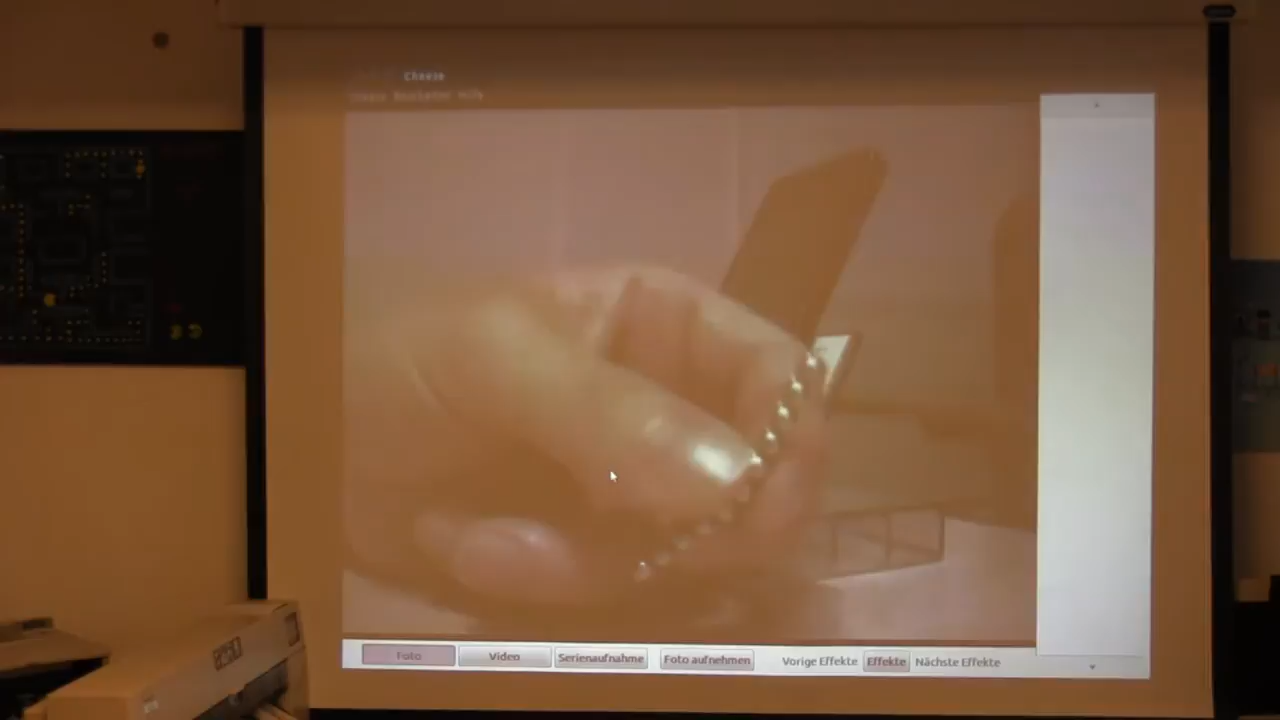 Cheese
Foto
Video
Serienaufnahme
Foto aufnehmen
Vorige Effekte
Effekte
Nächste Effekte